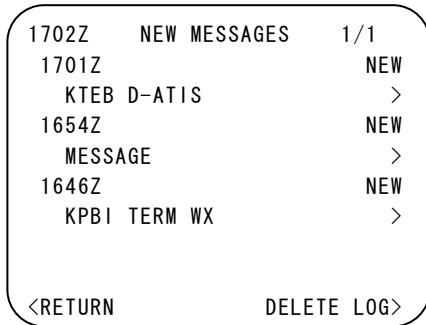 1702Z NEW MESSAGES 1/1
1701Z NEW
KTEB D-ATIS >
1654Z NEW
MESSAGE >
1646Z NEW
KPBI TERM WX >
<RETURN DELETE LOG>